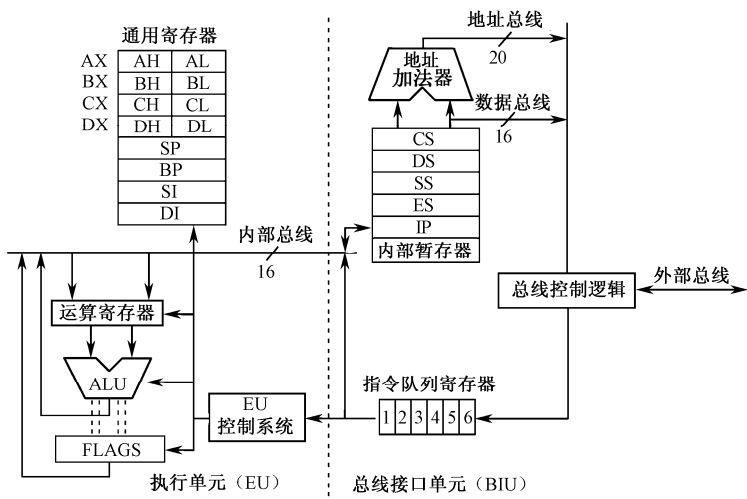 地址总线
20
通用寄存器
AX AH AL
BX BH BL
CX CH CL
DX DH DL
SP
BP
SI
DI
地址
加法器
数据总线
16
CS
DS
SS
ES
IP
内部暂存器
内部总线
16
总线控制逻辑
外部总线
运算寄存器
ALU
FLAGS
EU
控制系统
指令队列寄存器
1 2 3 4 5 6
执行单元（EU）
总线接口单元（BIU）